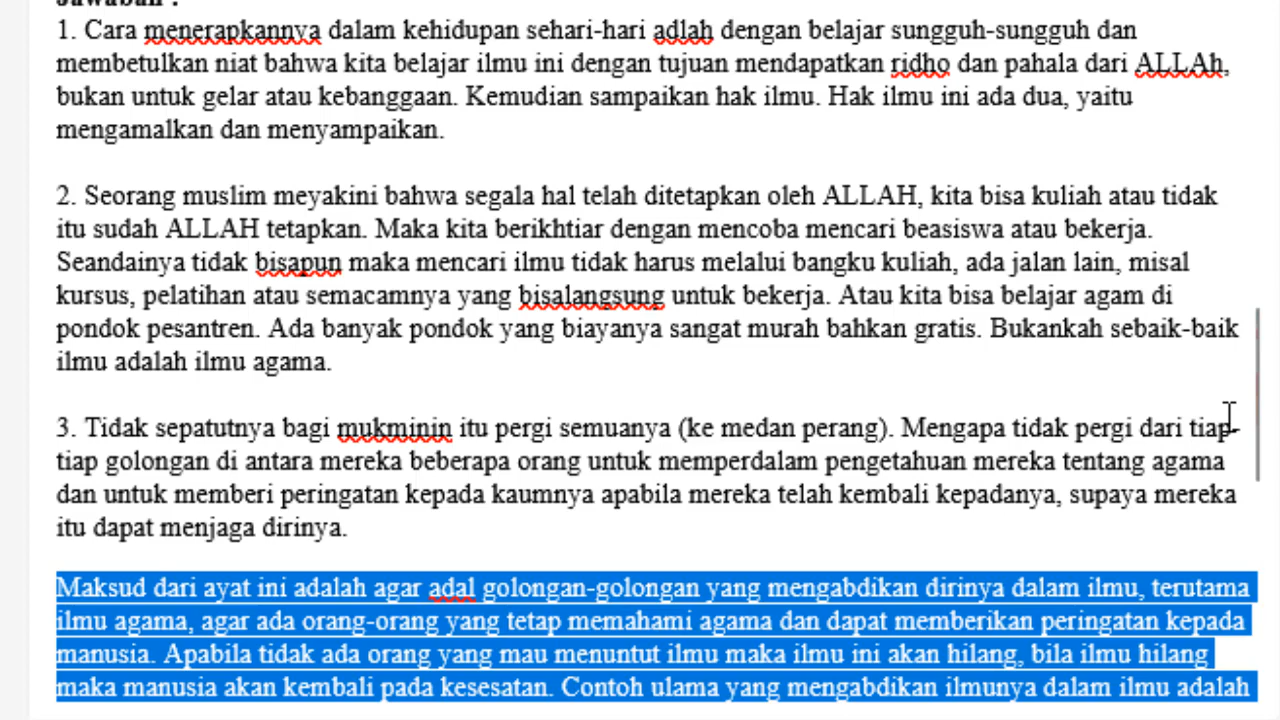 Jawaban :
1. Cara menerapkannya dalam kehidupan sehari-hari adlah dengan belajar sungguh-sungguh dan
membetulkan niat bahwa kita belajar ilmu ini dengan tujuan mendapatkan ridho dan pahala dari ALLAh,
bukan untuk gelar atau kebanggaan. Kemudian sampaikan hak ilmu. Hak ilmu ini ada dua, yaitu
mengamalkan dan menyampaikan.
2. Seorang muslim meyakini bahwa segala hal telah ditetapkan oleh ALLAH, kita bisa kuliah atau tidak
itu sudah ALLAH tetapkan. Maka kita berikhtiar dengan mencoba mencari beasiswa atau bekerja.
Seandainya tidak bisapun maka mencari ilmu tidak harus melalui bangku kuliah, ada jalan lain, misal
kursus, pelatihan atau semacamnya yang bisalangsung untuk bekerja. Atau kita bisa belajar agam di
pondok pesantren. Ada banyak pondok yang biayanya sangat murah bahkan gratis. Bukankah sebaik-baik
ilmu adalah ilmu agama.
3. Tidak sepatutnya bagi mukminin itu pergi semuanya (ke medan perang). Mengapa tidak pergi dari tiap-
tiap golongan di antara mereka beberapa orang untuk memperdalam pengetahuan mereka tentang agama
dan untuk memberi peringatan kepada kaumnya apabila mereka telah kembali kepadanya, supaya mereka
itu dapat menjaga dirinya.
Maksud dari ayat ini adalah agar adal golongan-golongan yang mengabdikan dirinya dalam ilmu, terutama
ilmu agama, agar ada orang-orang yang tetap memahami agama dan dapat memberikan peringatan kepada
manusia. Apabila tidak ada orang yang mau menuntut ilmu maka ilmu ini akan hilang, bila ilmu hilang
maka manusia akan kembali pada kesesatan. Contoh ulama yang mengabdikan ilmunya dalam ilmu adalah